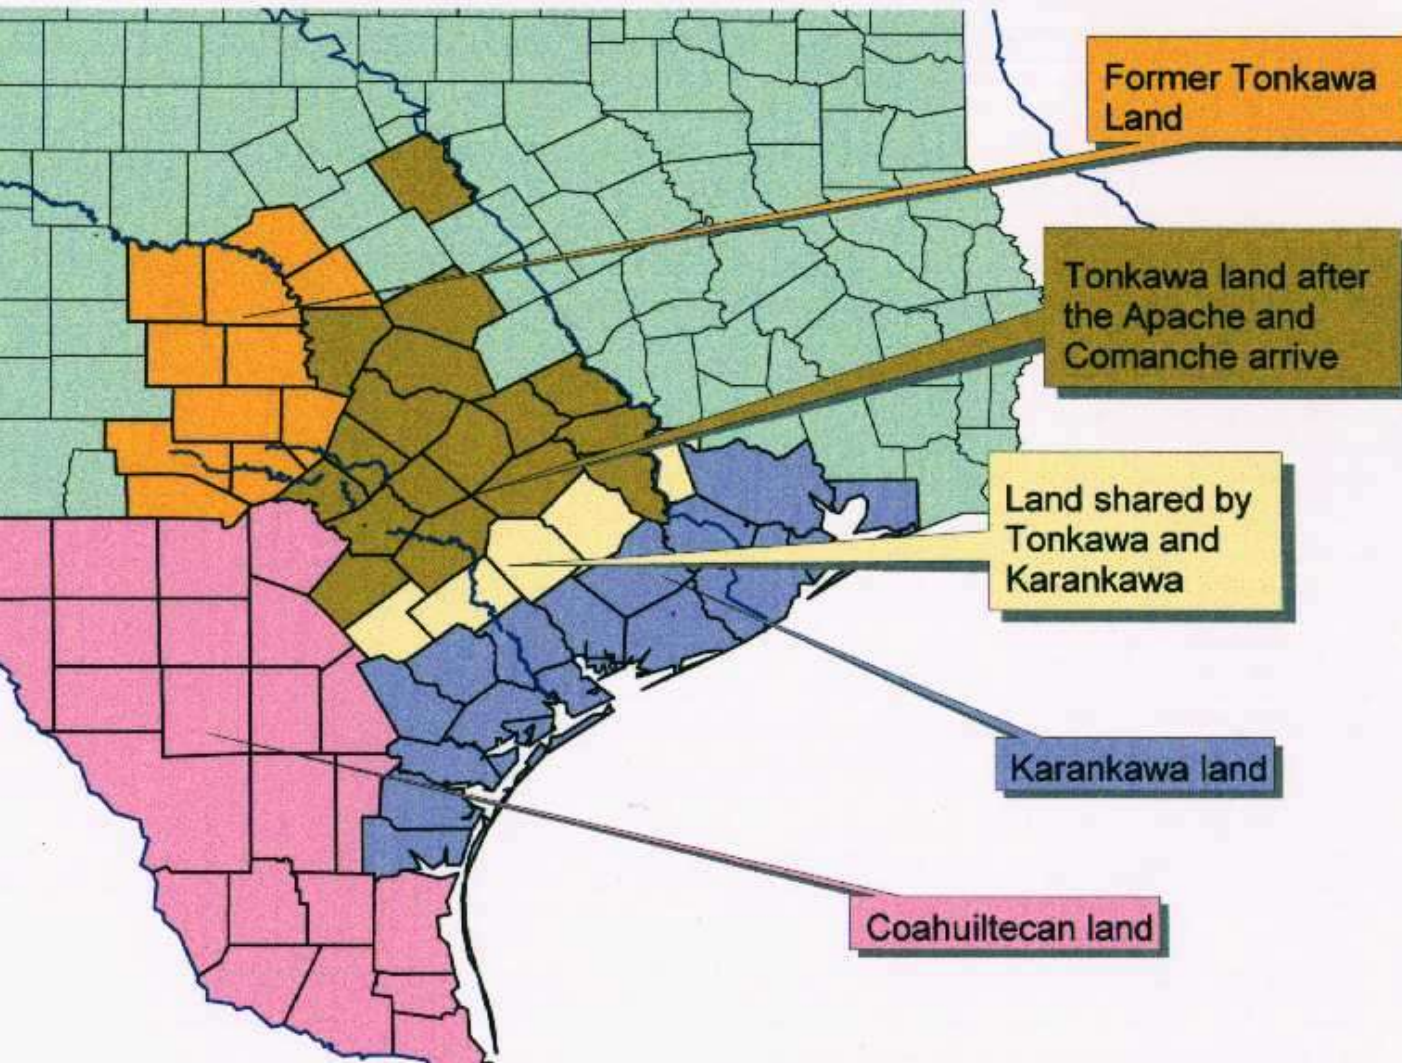 Former Tonkawa
Land
Tonkawa land after
the Apache and
Comanche arrive
Land shared by
Tonkawa and
Karankawa
Karankawa land
Coahuiltecan land